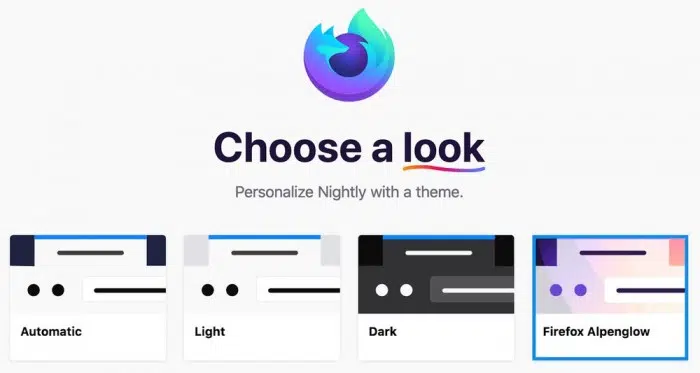 Choose a look
Personalize Nightly with a theme.
Automatic
Light
Dark
Firefox Alpenglow